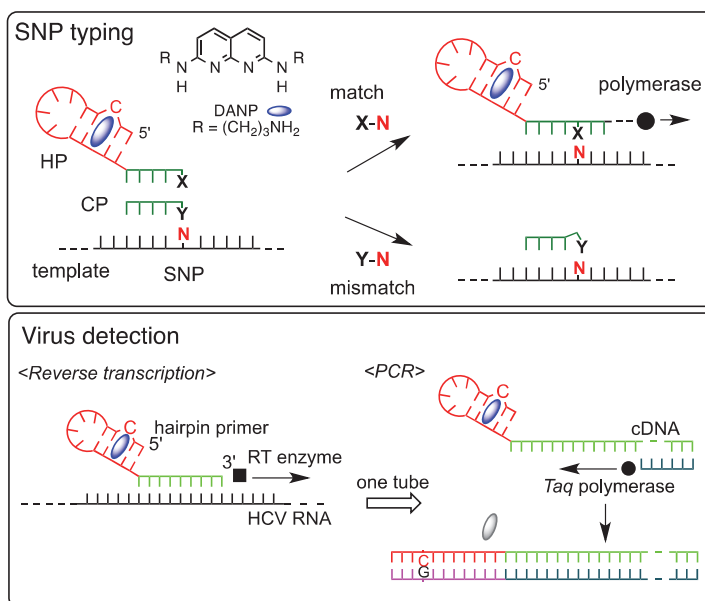 SNP typing
R
N
H
N
N
N
H
R
DANP
R = (CH2)3NH2
C
5'
HP
X
CP
Y
N
template
SNP
match
X-N
Y-N
mismatch
C
5'
polymerase
X
N
Y
N
Virus detection
<Reverse transcription>
C
5'
hairpin primer
3'
RT enzyme
HCV RNA
one tube
<PCR>
C
cDNA
Taq polymerase
C
G